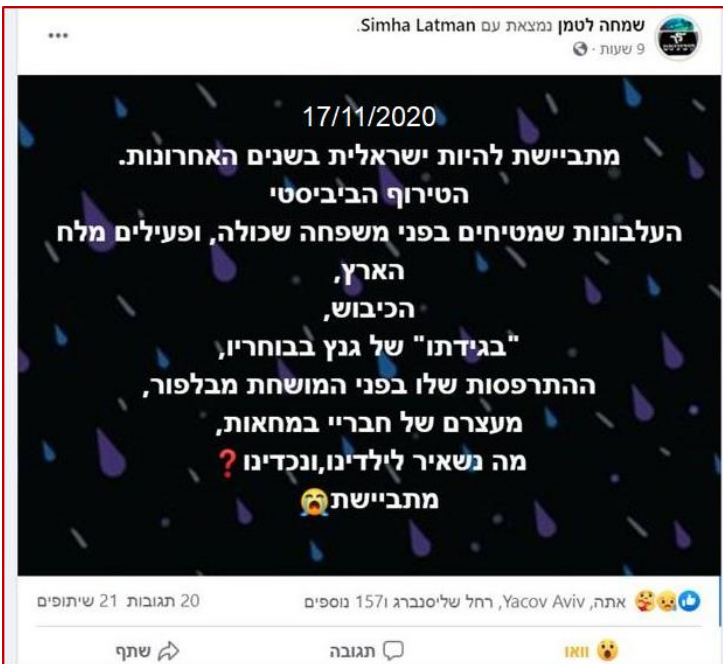 שמחה לטמן נמצאת עם Simha Latman.
9 שעות ·
17/11/2020
מתביישת להיות ישראלית בשנים האחרונות.
הטירוף הביביסטי
העלבונות שמטיחים בפני משפחה שכולה, ופעילים מלח
הארץ,
הכיבוש,
"בגידתו" של גנץ בבוחריו,
ההתרפסות שלו בפני המושחת מבלפור,
מעצרם של חבריי במחאות,
מה נשאיר לילדינו,ונכדינו❓
מתביישת😭
אתה, Yacov Aviv, רחל שליסנברג ו157 נוספים
20 תגובות 21 שיתופים
וואו
תגובה
שתף